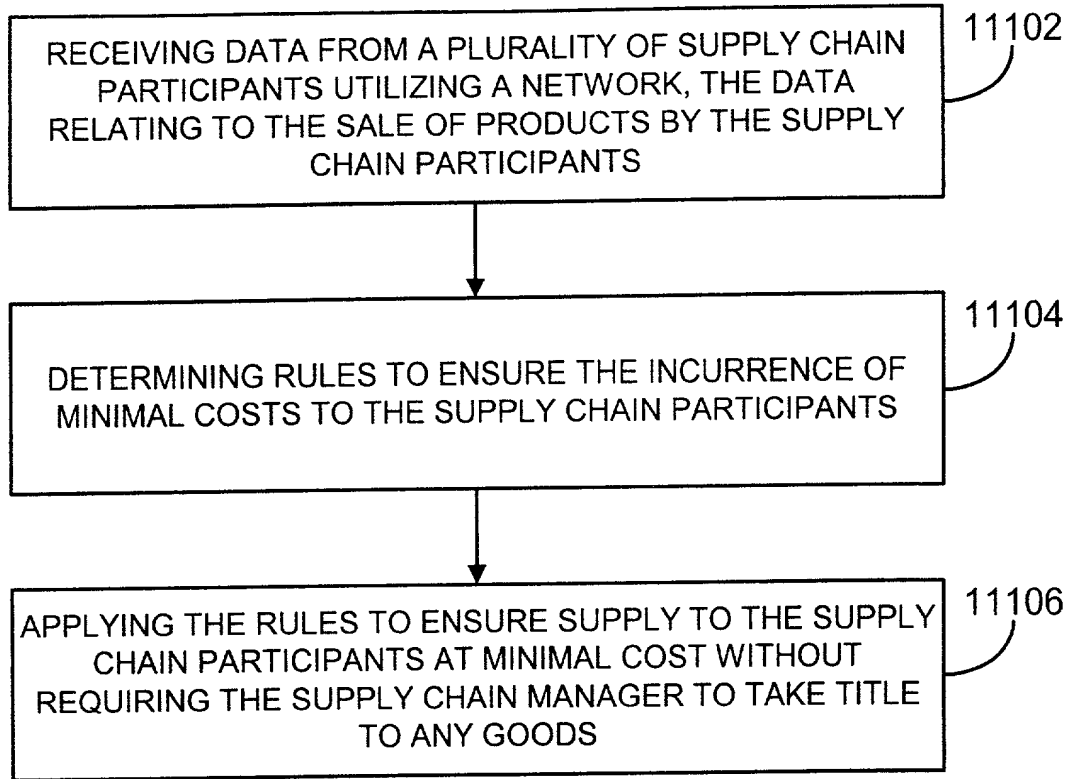 RECEIVING DATA FROM A PLURALITY OF SUPPLY CHAIN
PARTICIPANTS UTILIZING A NETWORK, THE DATA
RELATING TO THE SALE OF PRODUCTS BY THE SUPPLY
CHAIN PARTICIPANTS
11102
DETERMINING RULES TO ENSURE THE INCURRENCE OF
MINIMAL COSTS TO THE SUPPLY CHAIN PARTICIPANTS
11104
APPLYING THE RULES TO ENSURE SUPPLY TO THE SUPPLY
CHAIN PARTICIPANTS AT MINIMAL COST WITHOUT
REQUIRING THE SUPPLY CHAIN MANAGER TO TAKE TITLE
TO ANY GOODS
11106